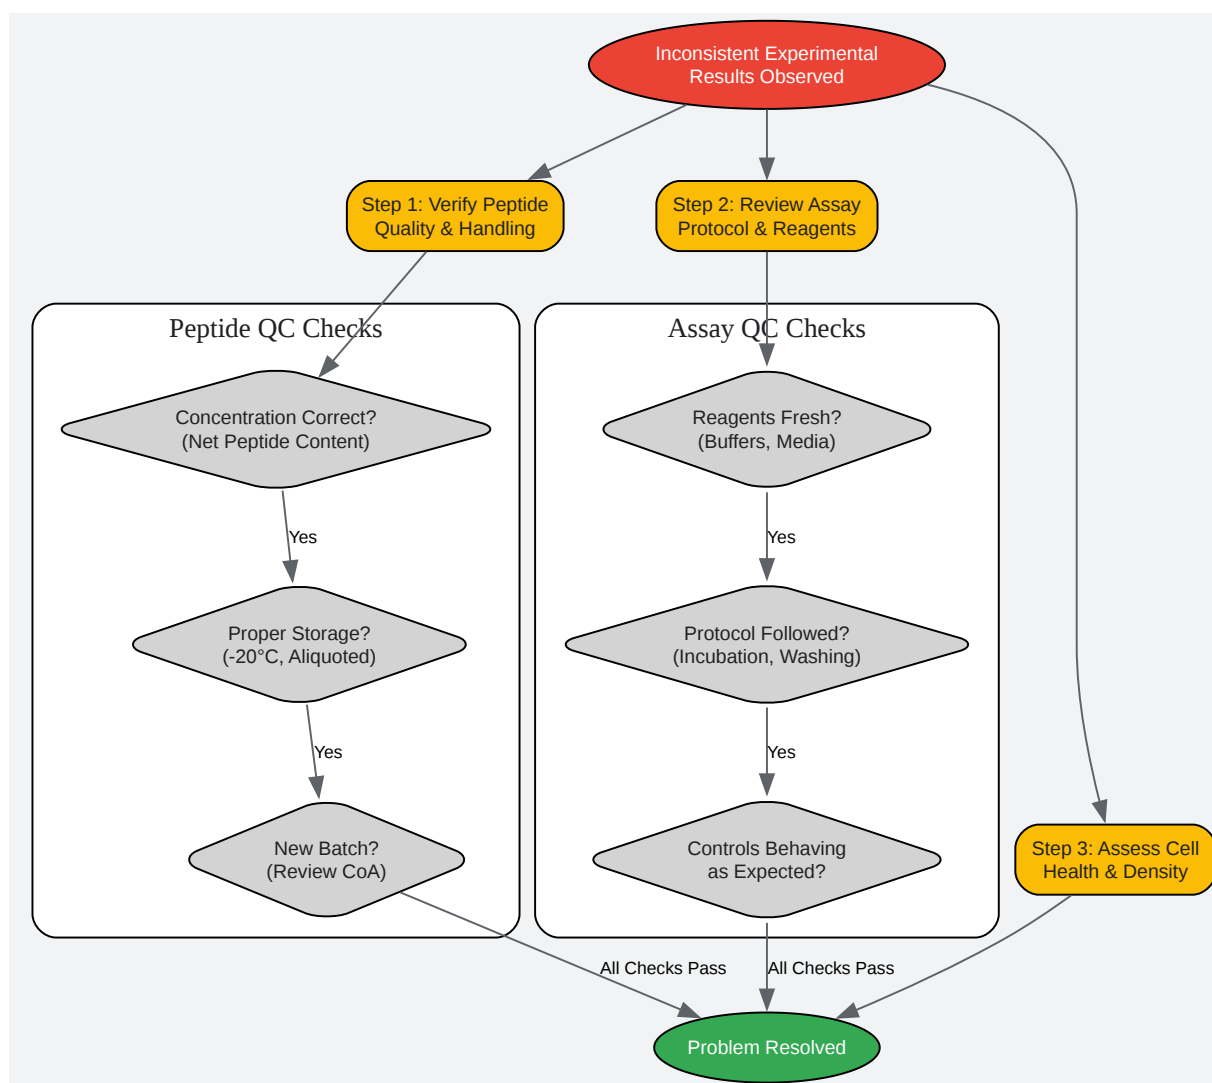 Inconsistent Experimental
Results Observed
Step 1: Verify Peptide
Quality & Handling
Step 2: Review Assay
Protocol & Reagents
Peptide QC Checks
Assay QC Checks
Concentration Correct?
(Net Peptide Content)
Reagents Fresh?
(Buffers, Media)
Yes
Yes
Proper Storage?
(-20°C, Aliquoted)
Protocol Followed?
(Incubation, Washing)
Yes
Yes
New Batch?
(Review CoA)
Controls Behaving
as Expected?
Step 3: Assess Cell
Health & Density
All Checks Pass
All Checks Pass
Problem Resolved